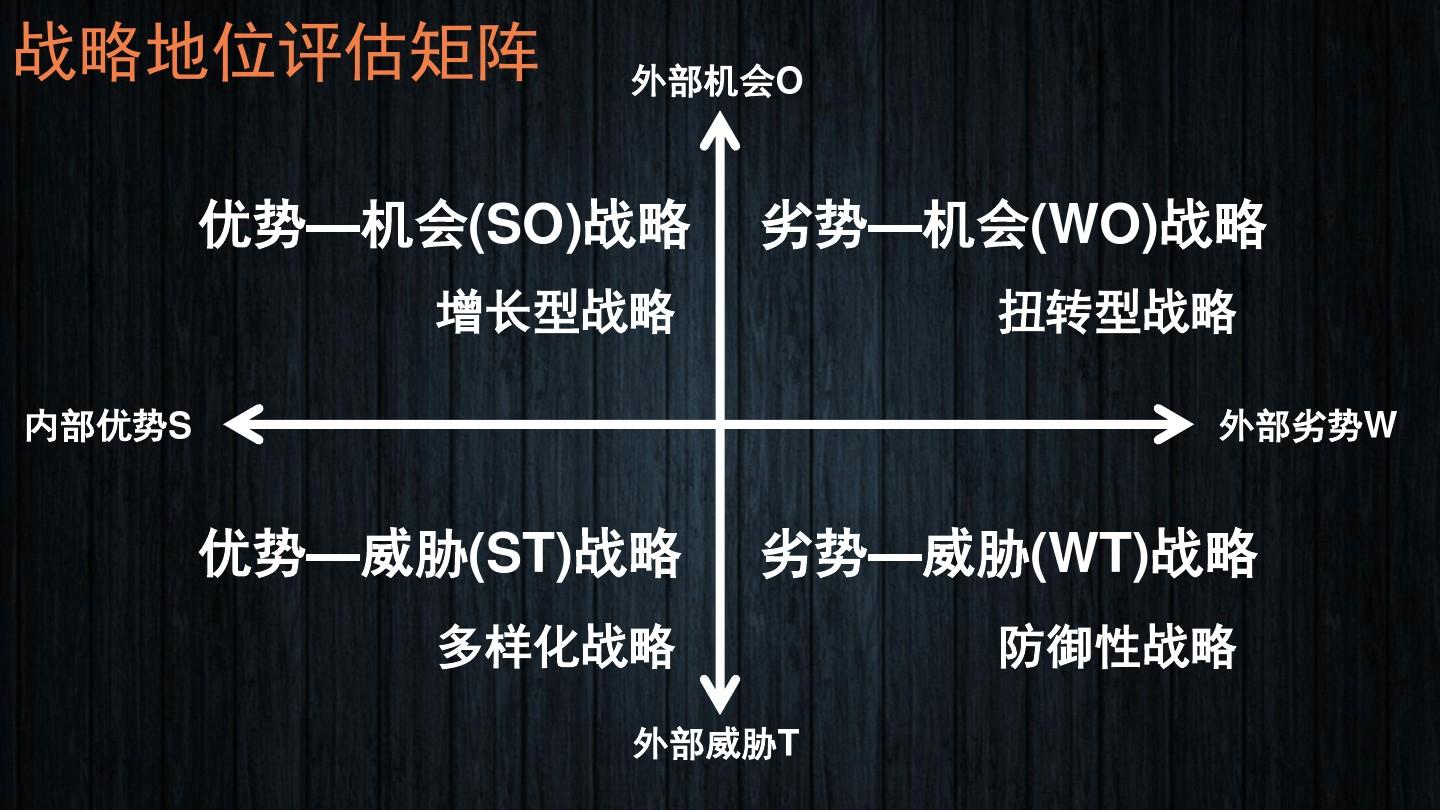 战略地位评估矩阵
外部机会O
优势—机会(SO)战略
劣势—机会(WO)战略
增长型战略
扭转型战略
内部优势S
外部劣势W
优势—威胁(ST)战略
劣势—威胁(WT)战略
多样化战略
防御性战略
外部威胁T